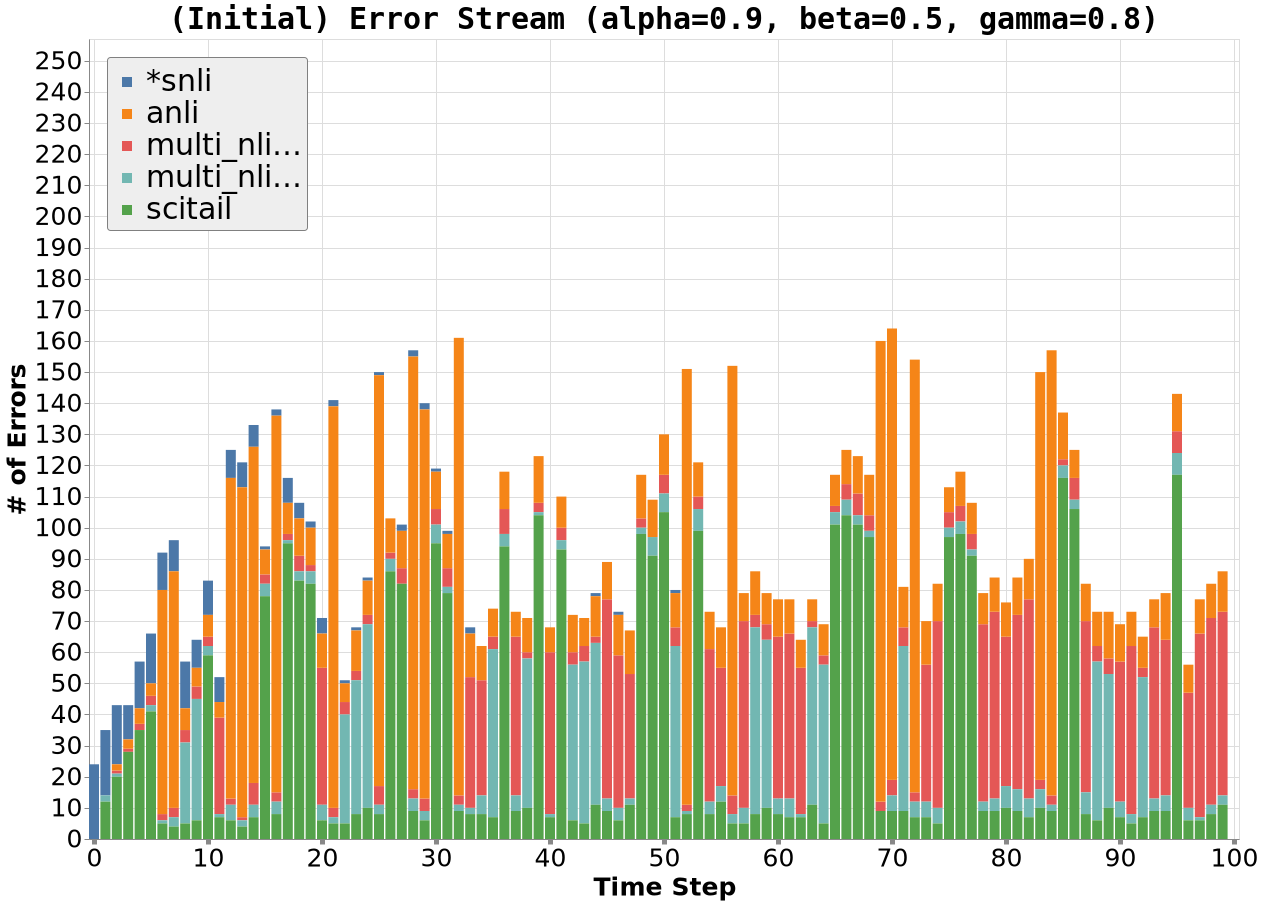 (Initial) Error Stream (alpha=0.9, beta=0.5, gamma=0.8)
250
240
230
220
210
200
190
180
170
160
150
140
130
120
110
100
90
80
70
60
50
40
30
20
10
0
# of Errors
*snli
anli
multi_nli...
multi_nli...
scitail
0 10 20 30 40 50 60 70 80 90 100
Time Step